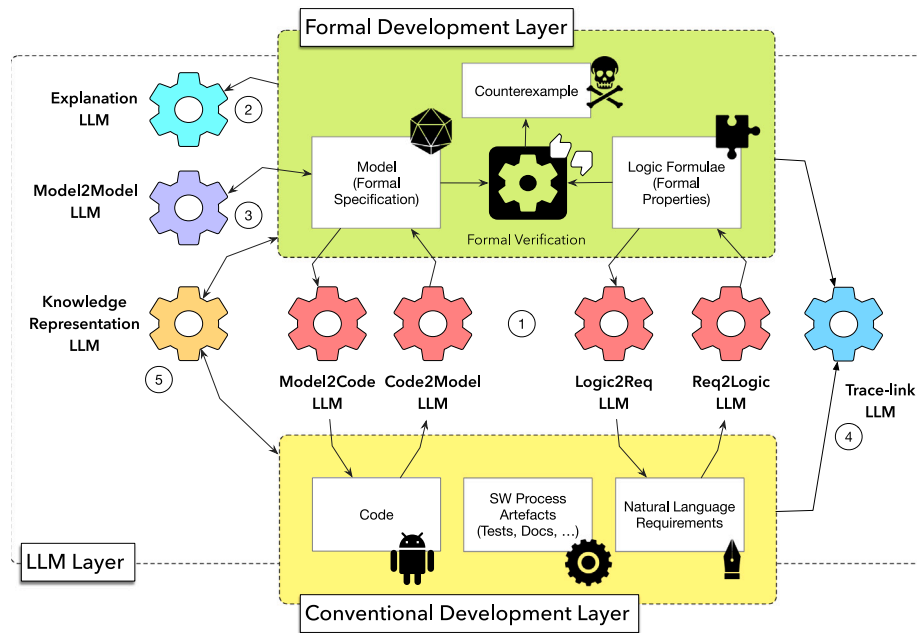 Formal Development Layer
Explanation
LLM
2
Counterexample
Model
(Formal
Specification)
Logic Formulae
(Formal
Properties)
Model2Model
LLM
3
Formal Verification
Knowledge
Representation
LLM
5
1
Model2Code
LLM
Code2Model
LLM
Logic2Req
LLM
Req2Logic
LLM
Trace-link
LLM
4
Code
SW Process
Artefacts
(Tests, Docs, ...)
Natural Language
Requirements
LLM Layer
Conventional Development Layer